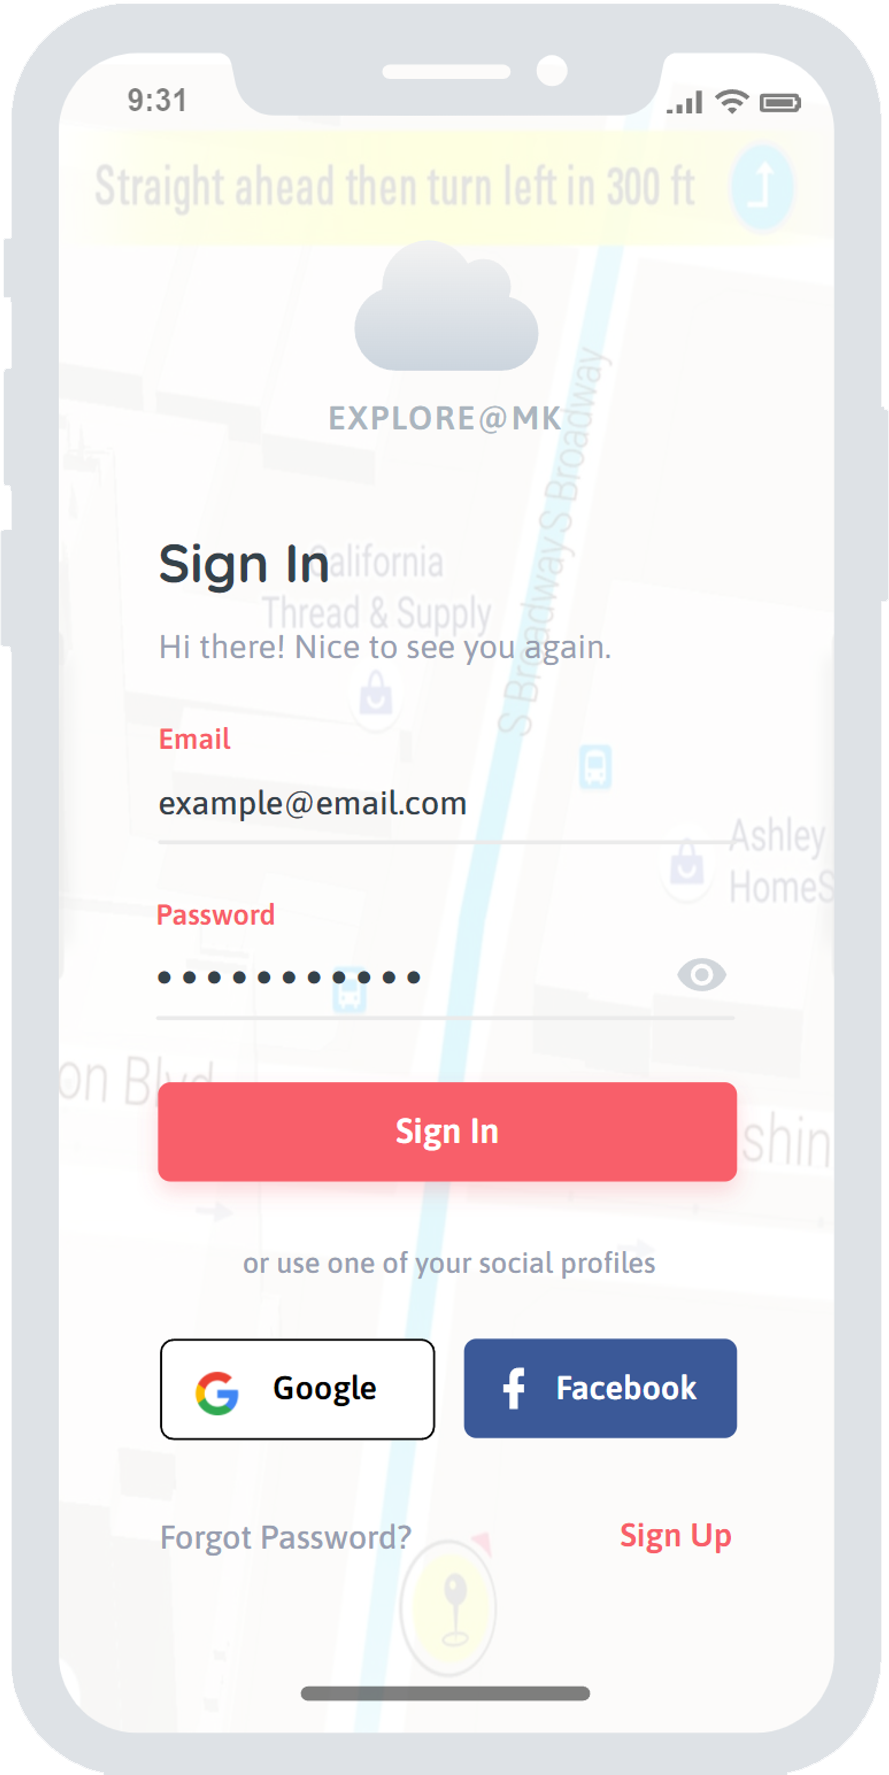 9:31
Straight ahead then turn left in 300 ft
EXPLORE@MK
S Broadway
S Broadway
Sign In
California
Thread & Supply
Hi there! Nice to see you again.
Email
example@email.com
Ashley
HomeS
Password
on Blvd
shin
Sign In
or use one of your social profiles
Google
Facebook
Forgot Password?
Sign Up